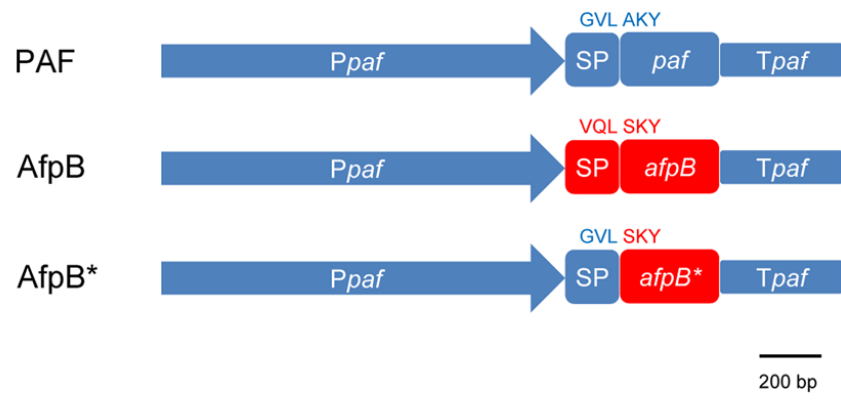 GVL AKY
PAF Ppaf SP paf Tpaf
VQL SKY
AfpB Ppaf SP afpB Tpaf
GVL SKY
AfpB* Ppaf SP afpB* Tpaf
200 bp